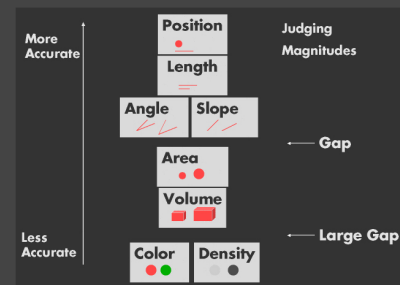 Position
Judging
Magnitudes
More
Accurate
Length
Angle
Slope
Gap
Area
Volume
Less
Accurate
Large Gap
Color
Density